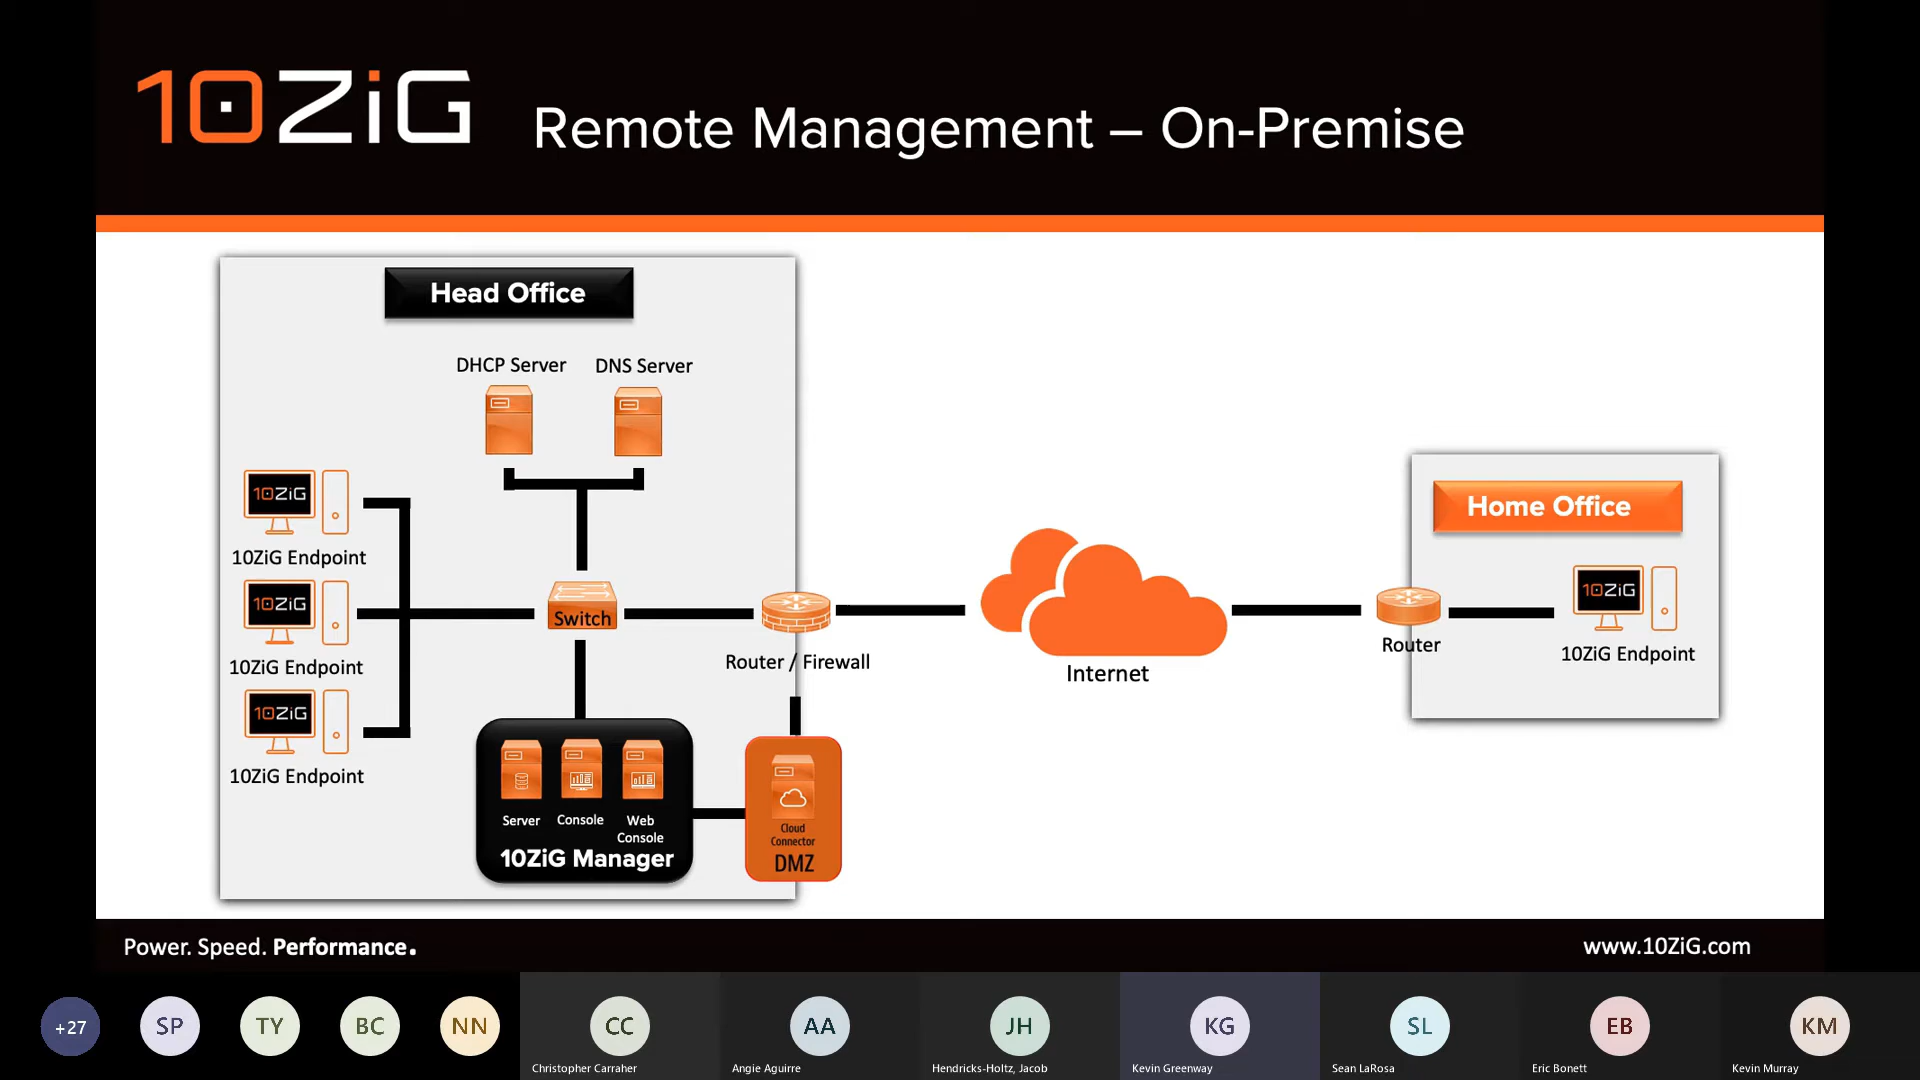 10ZiG
Remote Management – On-Premise
Head Office
DHCP Server
DNS Server
10ZiG
10ZiG Endpoint
10ZiG
10ZiG Endpoint
10ZiG
10ZiG Endpoint
Switch
Router / Firewall
Server
Console
Web
Console
10ZiG Manager
Cloud
Connector
DMZ
Internet
Home Office
Router
10ZiG
10ZiG Endpoint
Power. Speed. Performance.
www.10ZiG.com
+27
SP
TY
BC
NN
CC
Christopher Carraher
AA
Angie Aguirre
JH
Hendricks-Holtz, Jacob
KG
Kevin Greenway
SL
Sean LaRosa
EB
Eric Bonett
KM
Kevin Murray